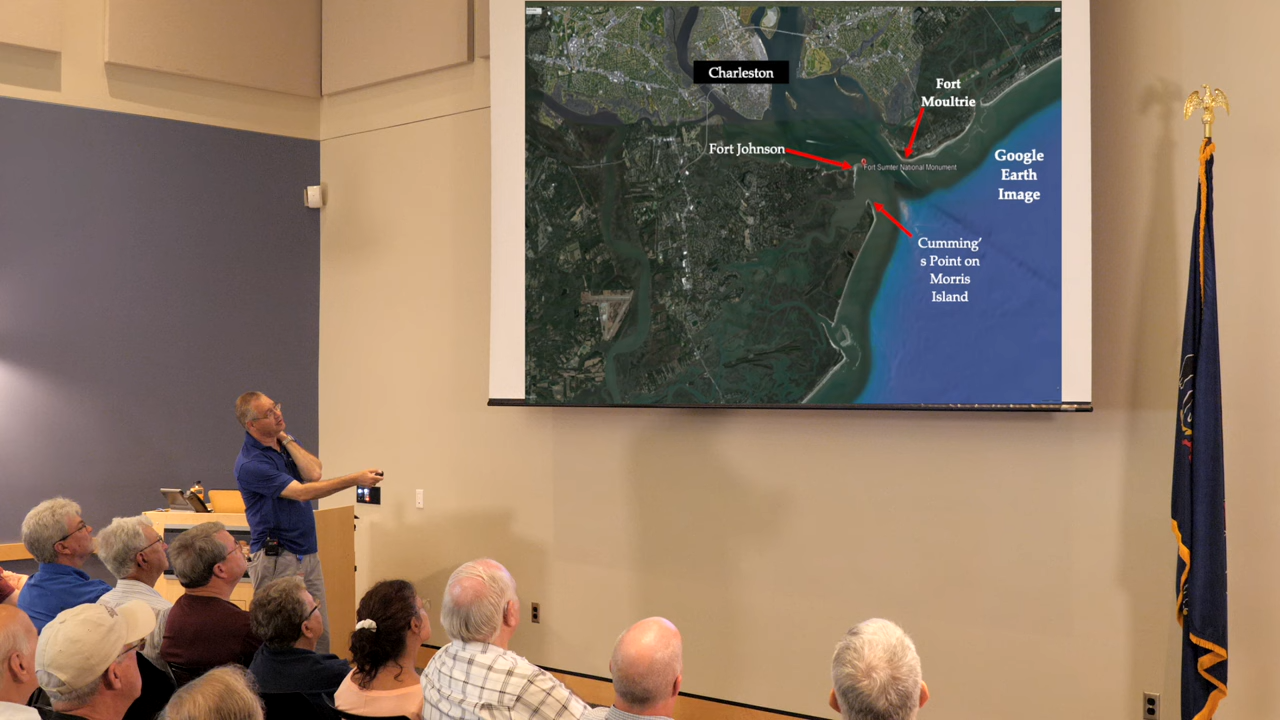 Charleston
Fort
Moultrie
Fort Johnson
Fort Sumter National Monument
Google
Earth
Image
Cumming’
s Point on
Morris
Island